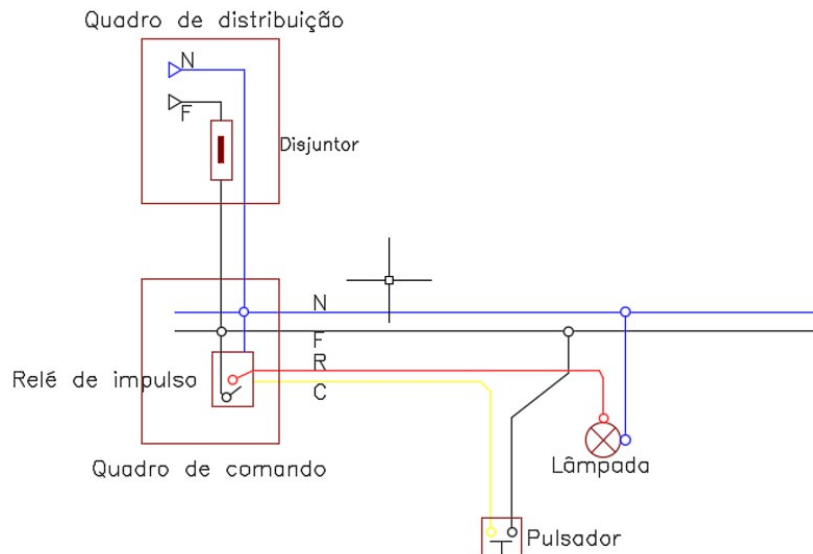 Quadro de distribuição
N
F
Disjuntor
N
F
R
Relé de impulso
C
Quadro de comando
Lâmpada
Pulsador